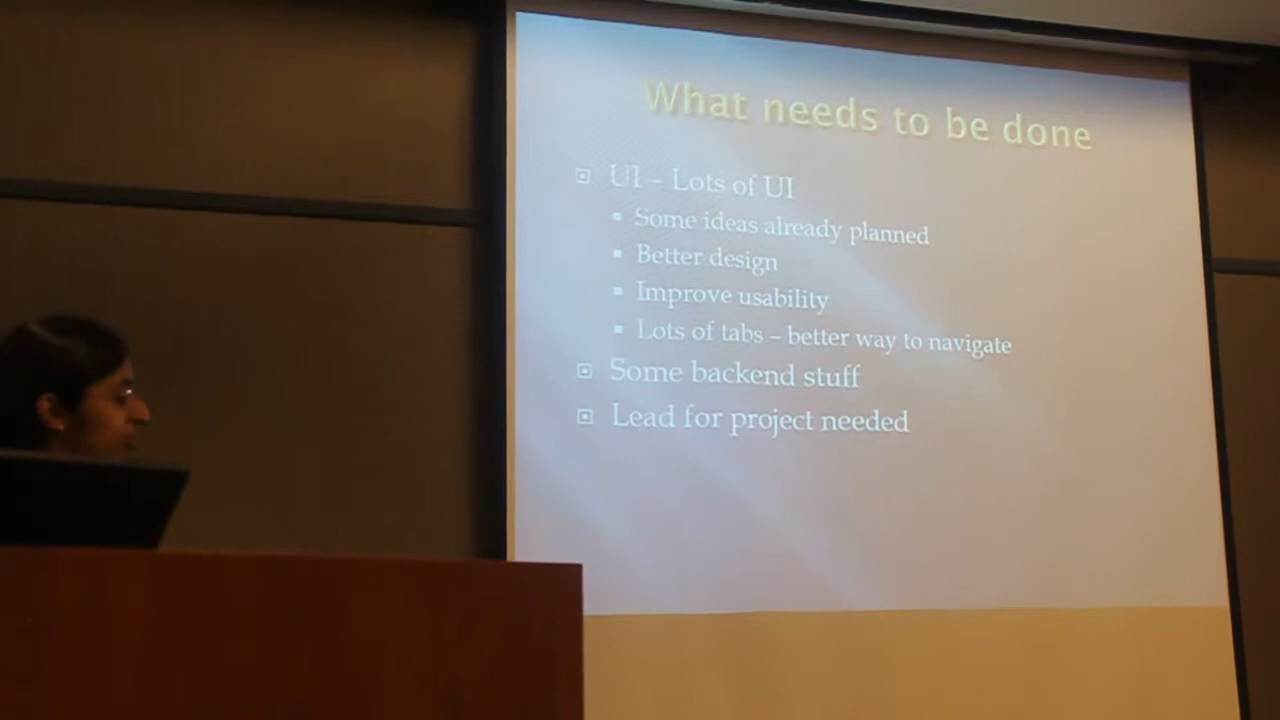 What needs to be done
UI – Lots of UI
Some ideas already planned
Better design
Improve usability
Lots of tabs – better way to navigate
Some backend stuff
Lead for project needed